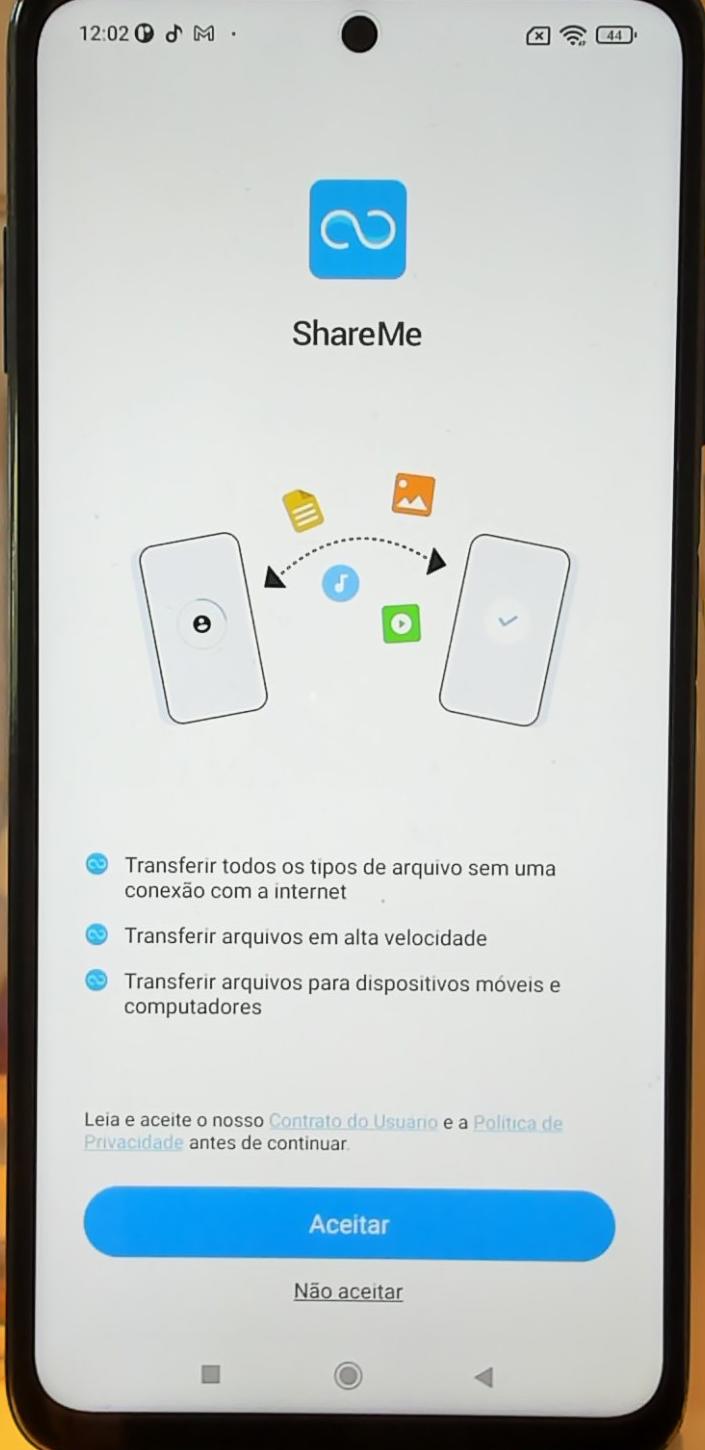 12:02
44
ShareMe
Transferir todos os tipos de arquivo sem uma
conexão com a internet
Transferir arquivos em alta velocidade
Transferir arquivos para dispositivos móveis e
computadores
Leia e aceite o nosso Contrato do Usuário e a Política de
Privacidade antes de continuar.
Aceitar
Não aceitar